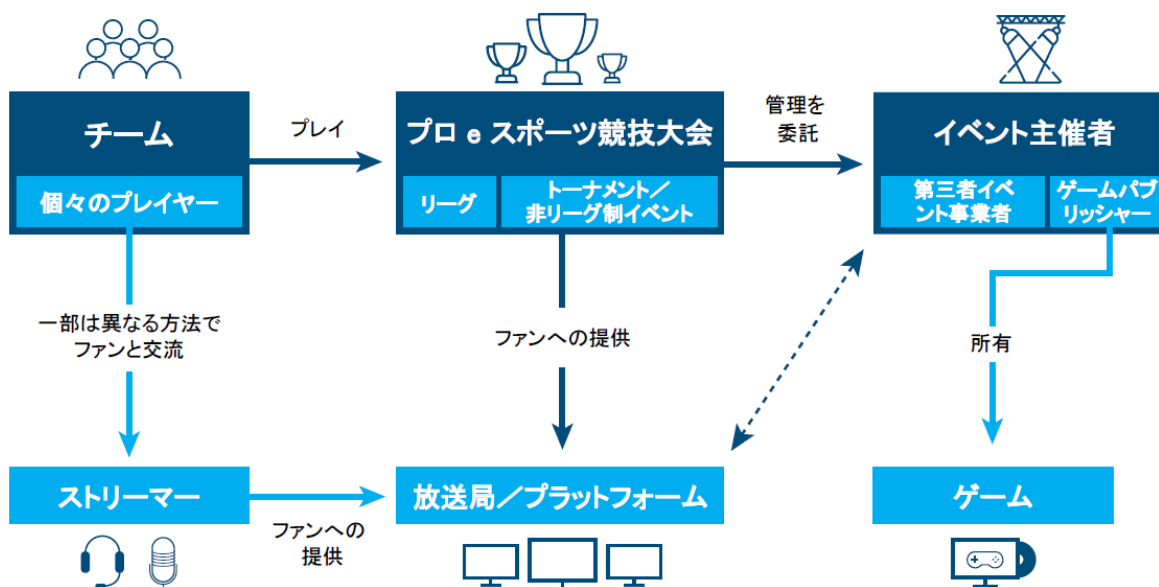 チーム
個々のプレイヤー
プレイ
プロ e スポーツ競技大会
リーグ
トーナメント／
非リーグ制イベント
管理を
委託
イベント主催者
第三者イベ
ント事業者
ゲームパブ
リッシャー
一部は異なる方法で
ファンと交流
ファンへの提供
所有
ストリーマー
ファンへの
提供
放送局／プラットフォーム
ゲーム